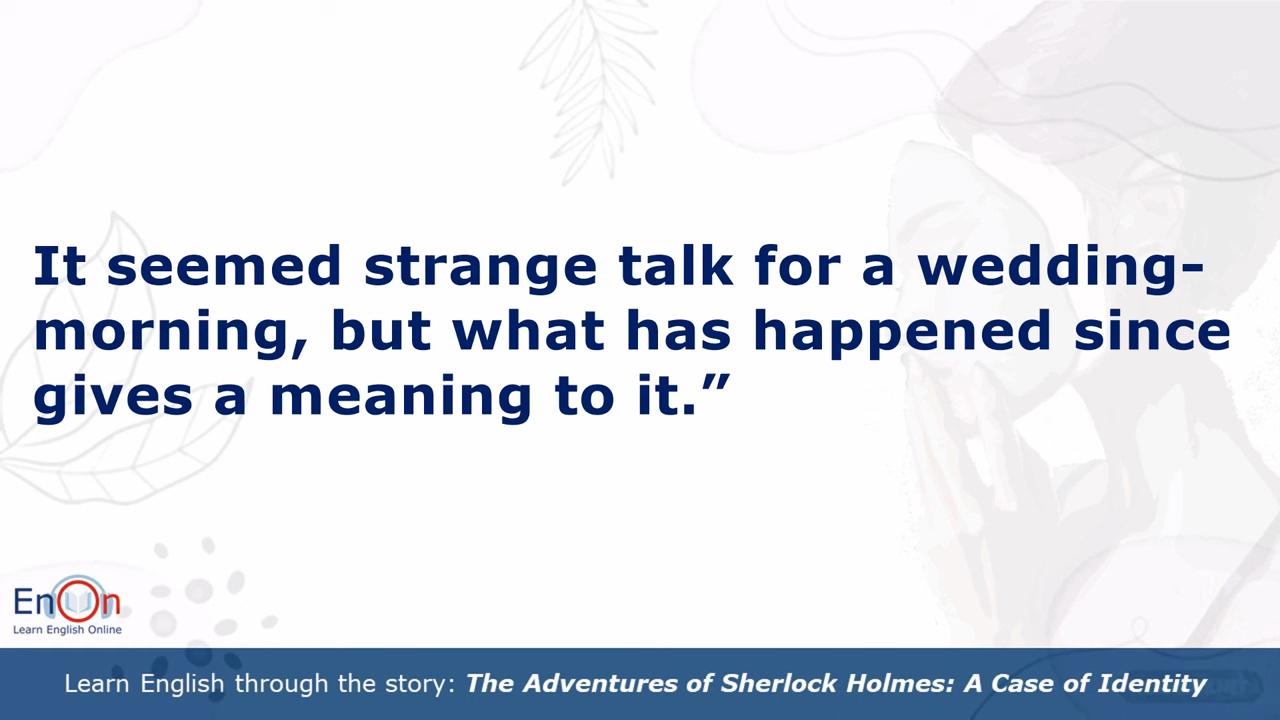 It seemed strange talk for a wedding-
morning, but what has happened since
gives a meaning to it.”
EnOn
Learn English Online
Learn English through the story: The Adventures of Sherlock Holmes: A Case of Identity